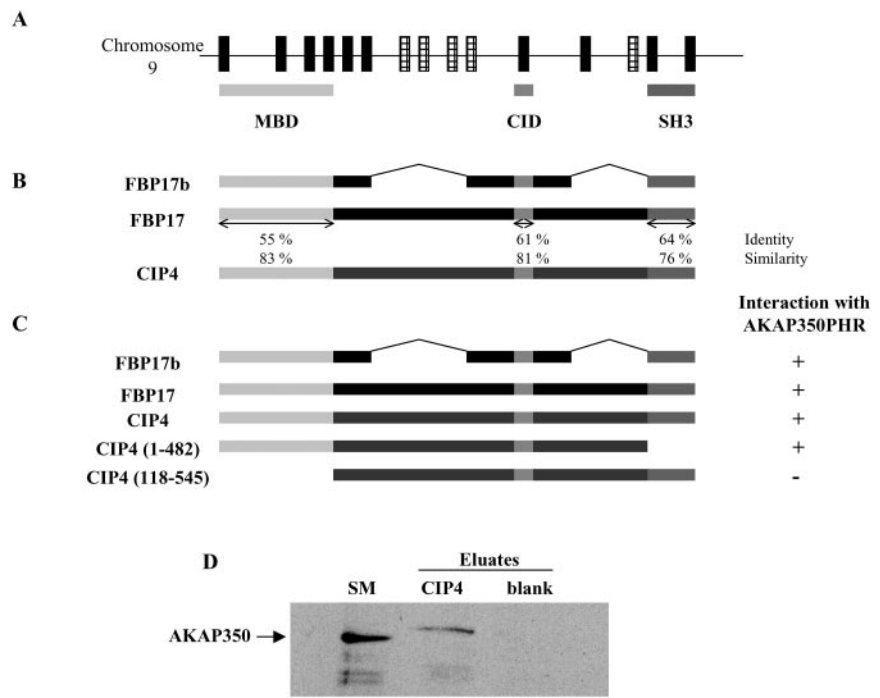 A
Chromosome
9
MBD CID SH3
B
FBP17b
FBP17
55 % 61 % 64 % Identity
83 % 81 % 76 % Similarity
CIP4
Interaction with
AKAP350PHR
C
FBP17b +
FBP17 +
CIP4 +
CIP4 (1-482) +
CIP4 (118-545) -
D
Eluates
SM CIP4 blank
AKAP350